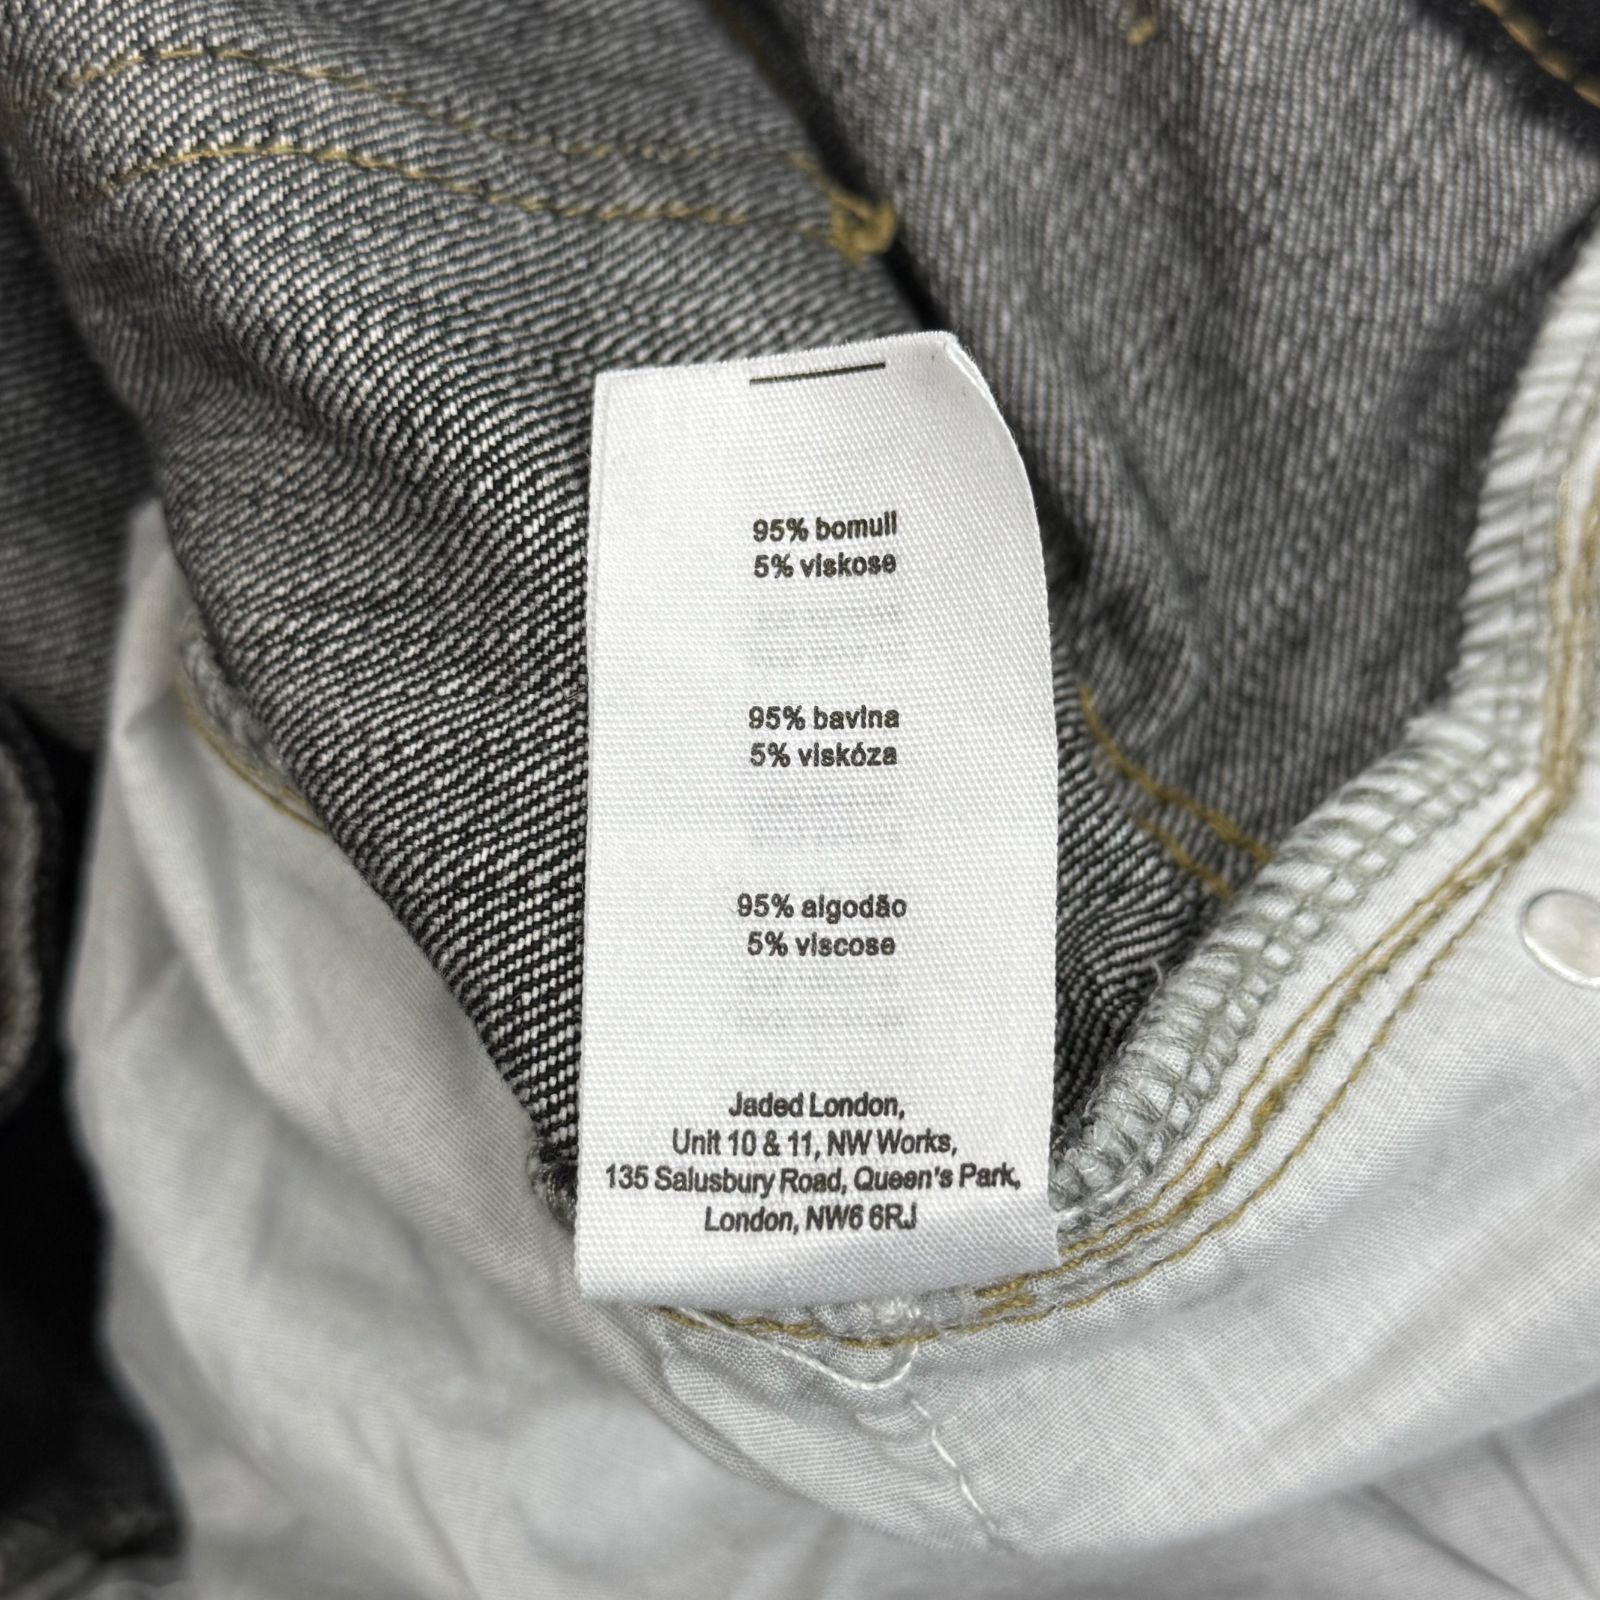 95% bomull
5% viskose
95% bavlna
5% viskóza
95% algodão
5% viscose
Jaded London,
Unit 10 & 11, NW Works,
135 Salusbury Road, Queen's Park,
London, NW6 6RJ